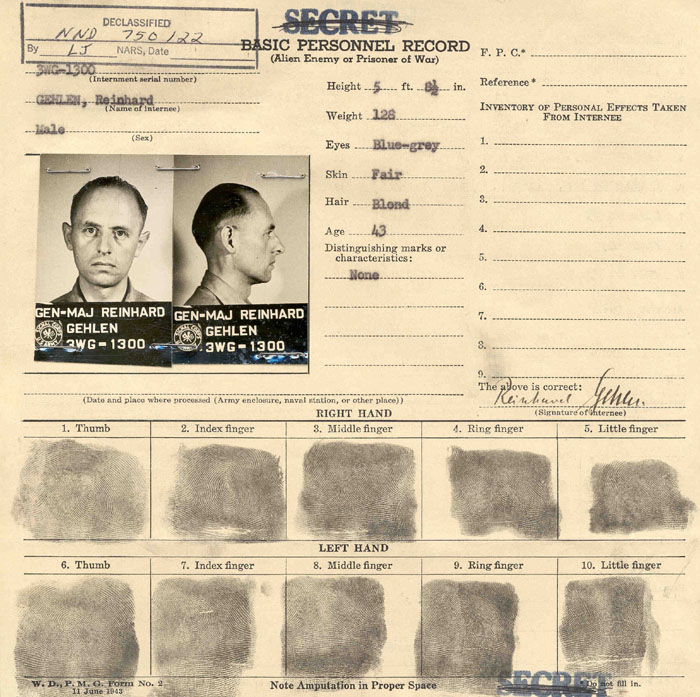 DECLASSIFIED
NND 750122
By LJ NARS, Date
SECRET
BASIC PERSONNEL RECORD
(Alien Enemy or Prisoner of War)
3WG-1300
(Internment serial number)
GEHLEN, Reinhard
(Name of internee)
Male
(Sex)
Height 5 ft. 8½ in.
Weight 128
Eyes Blue-grey
Skin Fair
Hair Blond
Age 43
Distinguishing marks or
characteristics:
None
F. P. C.*
Reference*
INVENTORY OF PERSONAL EFFECTS TAKEN
FROM INTERNEE
1.
2.
3.
4.
5.
6.
7.
8.
9.
The above is correct:
Reinhard Gehlen
(Signature of internee)
GEN-MAJ REINHARD
GEHLEN
3WG-1300
GEN-MAJ REINHARD
GEHLEN
3WG-1300
(Date and place where processed (Army enclosure, naval station, or other place))
RIGHT HAND
1. Thumb 2. Index finger 3. Middle finger 4. Ring finger 5. Little finger
LEFT HAND
6. Thumb 7. Index finger 8. Middle finger 9. Ring finger 10. Little finger
W. D., P. M. G. Form No. 2
11 June 1943
Note Amputation in Proper Space
SECRET
*Do not fill in.